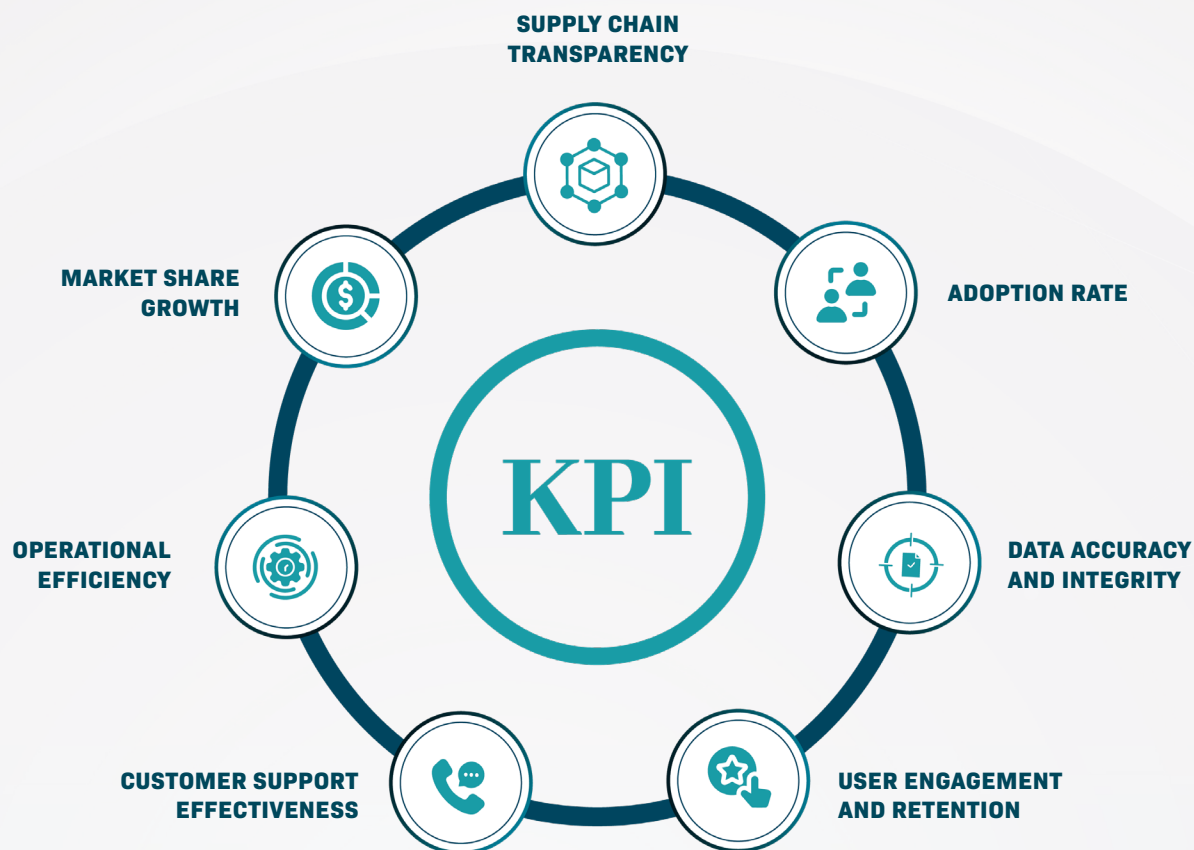 SUPPLY CHAIN
TRANSPARENCY
MARKET SHARE
GROWTH
ADOPTION RATE
KPI
OPERATIONAL
EFFICIENCY
DATA ACCURACY
AND INTEGRITY
CUSTOMER SUPPORT
EFFECTIVENESS
USER ENGAGEMENT
AND RETENTION